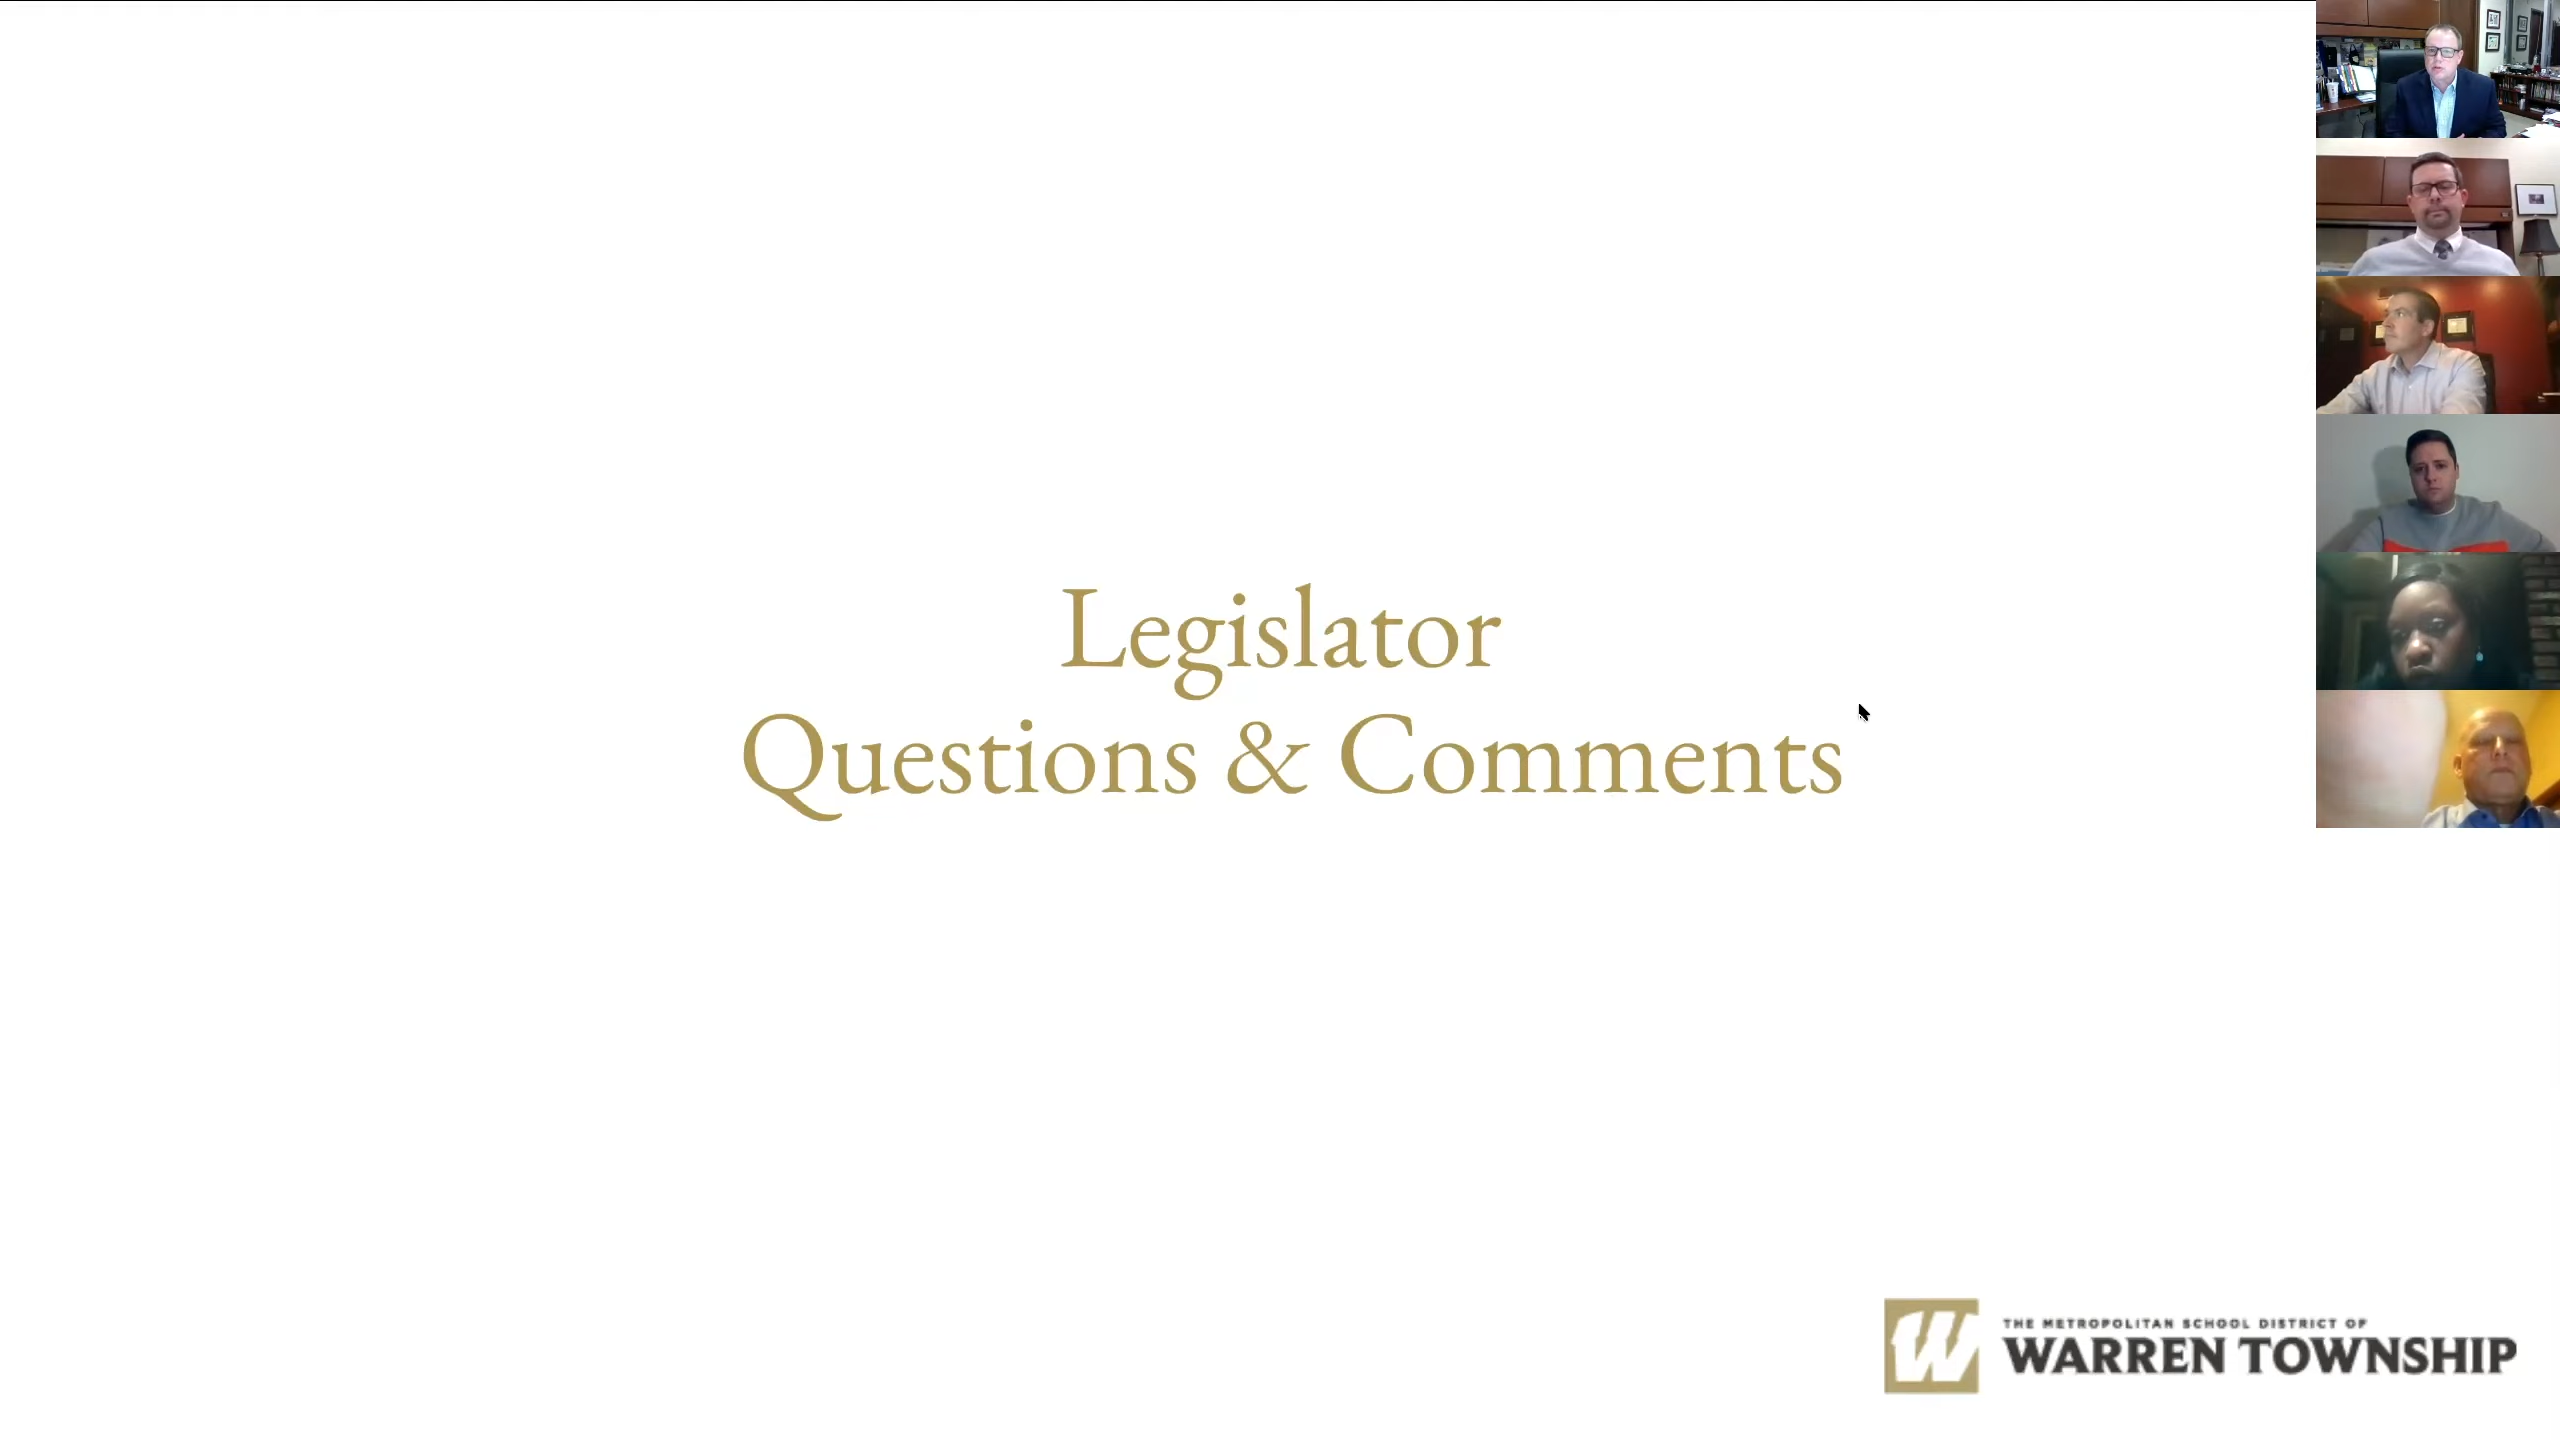 Legislator
Questions & Comments
W
THE METROPOLITAN SCHOOL DISTRICT OF
WARREN TOWNSHIP